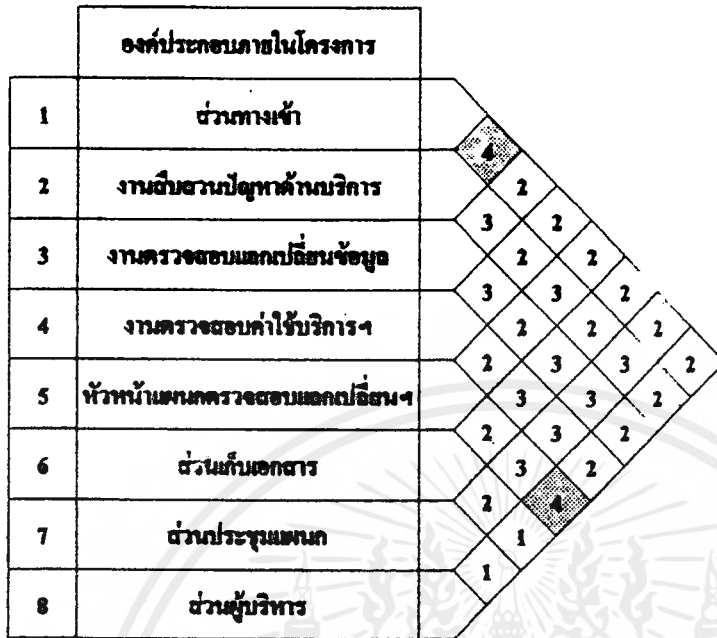 องค์ประกอบภายในโครงการ
1 ส่วนทางเข้า
4
2 งานสืบสวนปัญหาด้านบริการ 2
3 2
3 งานตรวจสอบแลกเปลี่ยนข้อมูล 2 2
3 3 2
4 งานตรวจสอบค่าใช้บริการฯ 2 2 2
2 3 3 2
5 หัวหน้าแผนกตรวจสอบแลกเปลี่ยนฯ 3 3 2
2 3 2
6 ส่วนเก็บเอกสาร 3 2
2 4
7 ส่วนประชุมแผนก 1
1
8 ส่วนผู้บริหาร